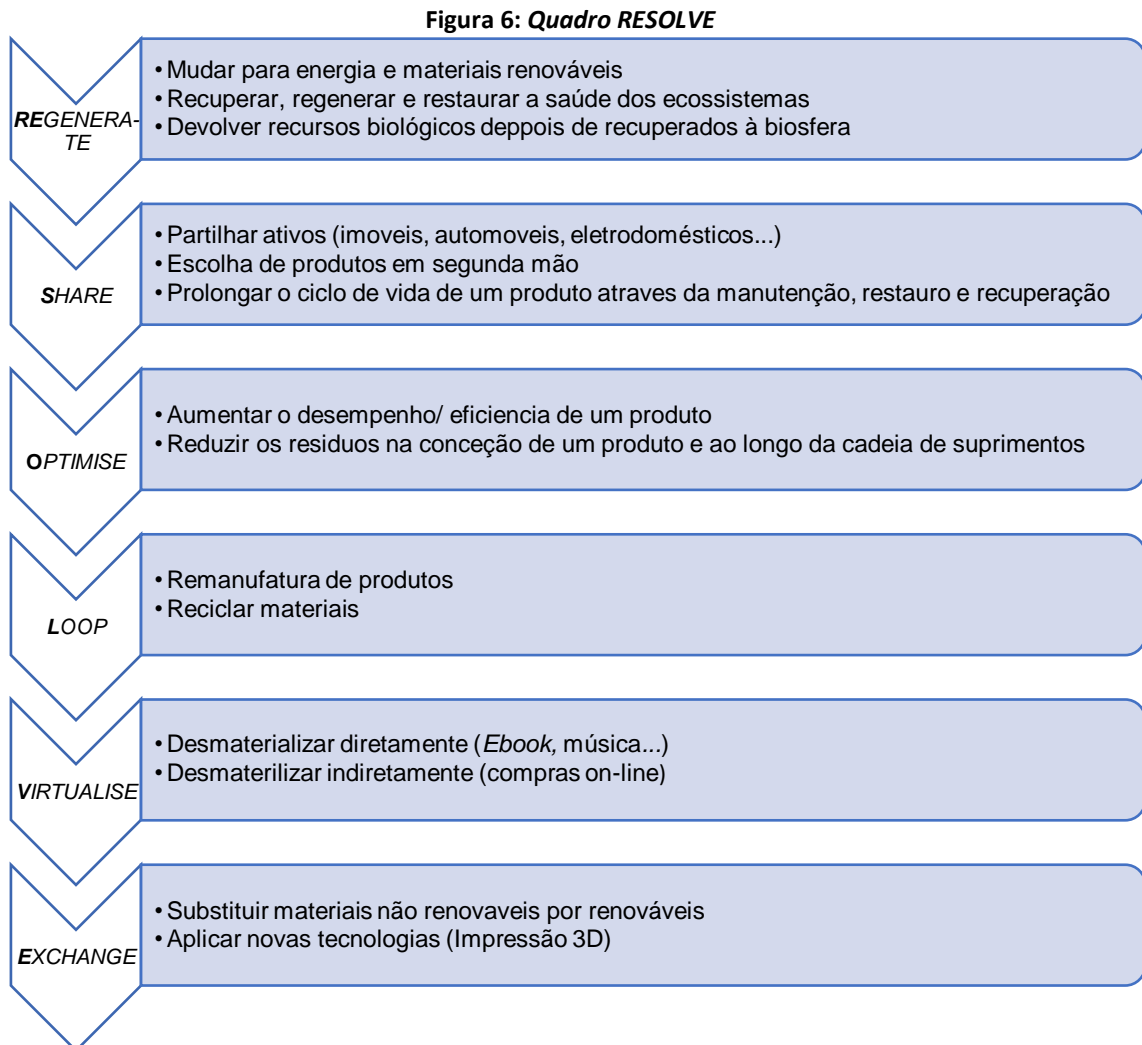 Figura 6: Quadro RESOLVE
REGENERA-
TE
• Mudar para energia e materiais renováveis
• Recuperar, regenerar e restaurar a saúde dos ecossistemas
• Devolver recursos biológicos deppois de recuperados à biosfera
SHARE
• Partilhar ativos (imoveis, automoveis, eletrodomésticos...)
• Escolha de produtos em segunda mão
• Prolongar o ciclo de vida de um produto atraves da manutenção, restauro e recuperação
OPTIMISE
• Aumentar o desempenho/ eficiencia de um produto
• Reduzir os residuos na conceção de um produto e ao longo da cadeia de suprimentos
LOOP
• Remanufatura de produtos
• Reciclar materiais
VIRTUALISE
• Desmaterializar diretamente (Ebook, música...)
• Desmaterilizar indiretamente (compras on-line)
EXCHANGE
• Substituir materiais não renovaveis por renováveis
• Aplicar novas tecnologias (Impressão 3D)